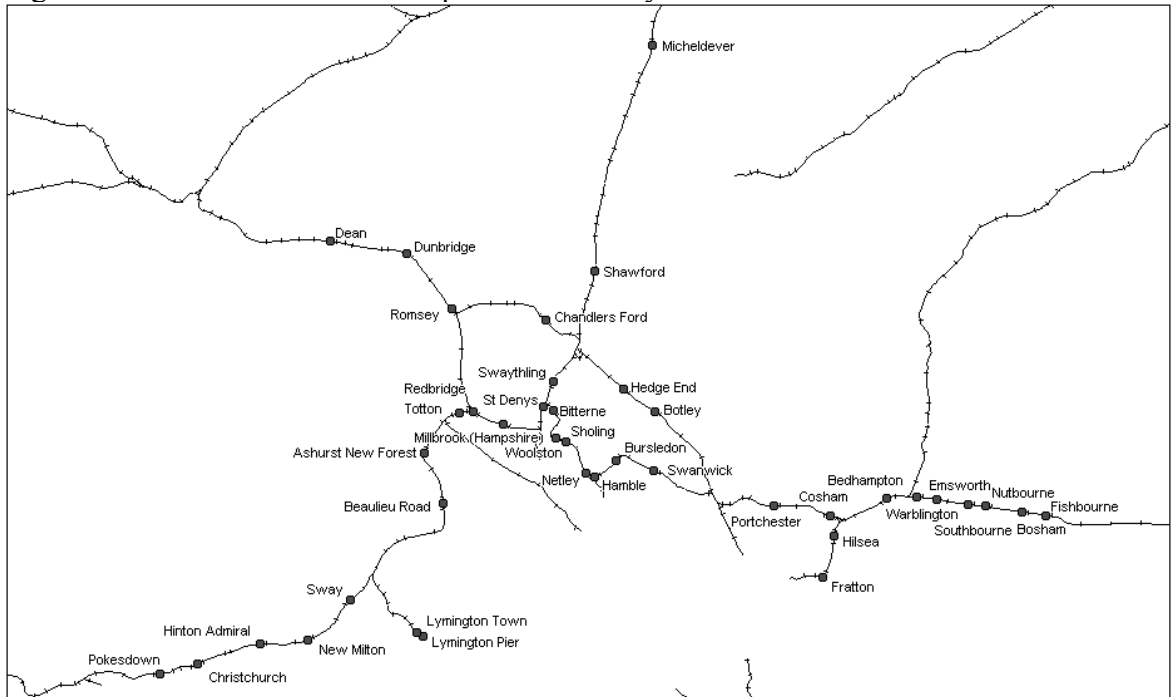 Micheldever
Dean
Dunbridge
Shawford
Romsey
Chandlers Ford
Swaythling
Redbridge
Hedge End
St Denys
Totton
Bitterne
Botley
Millbrook (Hampshire)
Sholing
Woolston
Bursledon
Ashurst New Forest
Swanwick
Netley
Hamble
Bedhampton
Emsworth
Cosham
Nutbourne
Beaulieu Road
Warblington
Fishbourne
Portchester
Southbourne
Bosham
Hilsea
Fratton
Sway
Lymington Town
Hinton Admiral
Lymington Pier
New Milton
Pokesdown
Christchurch